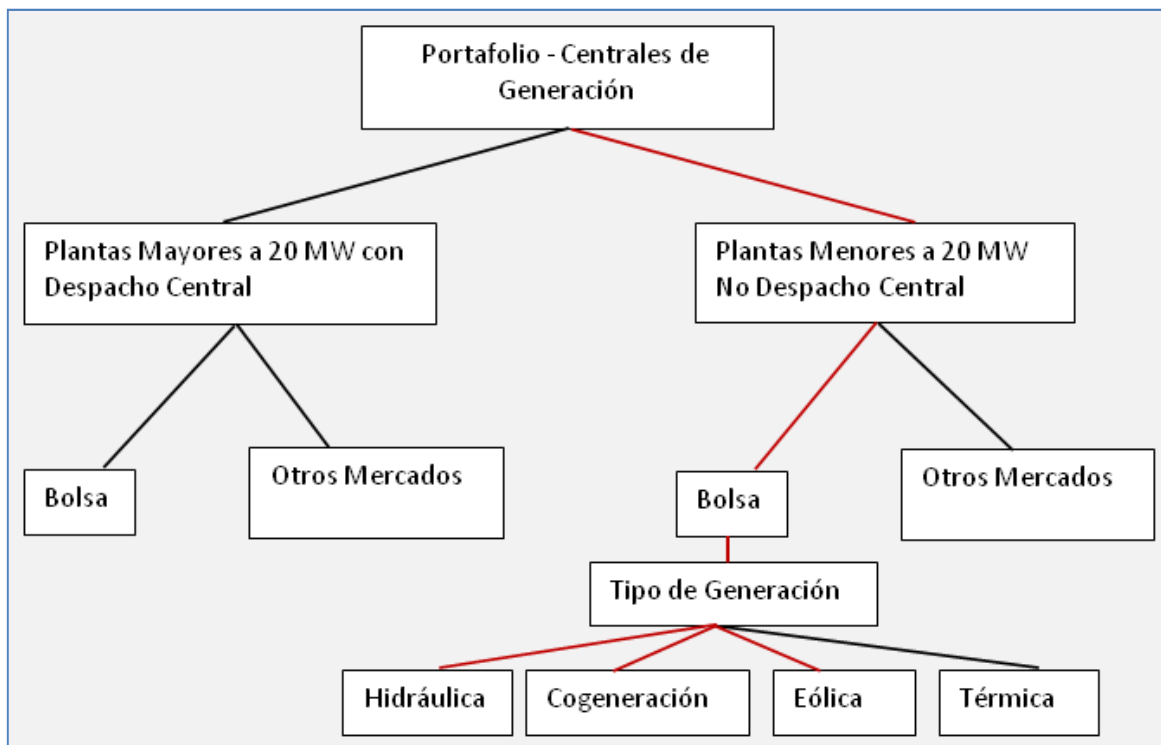 Portafolio - Centrales de
Generación
Plantas Mayores a 20 MW con
Despacho Central
Plantas Menores a 20 MW
No Despacho Central
Bolsa
Otros Mercados
Bolsa
Otros Mercados
Tipo de Generación
Hidráulica
Cogeneración
Eólica
Térmica